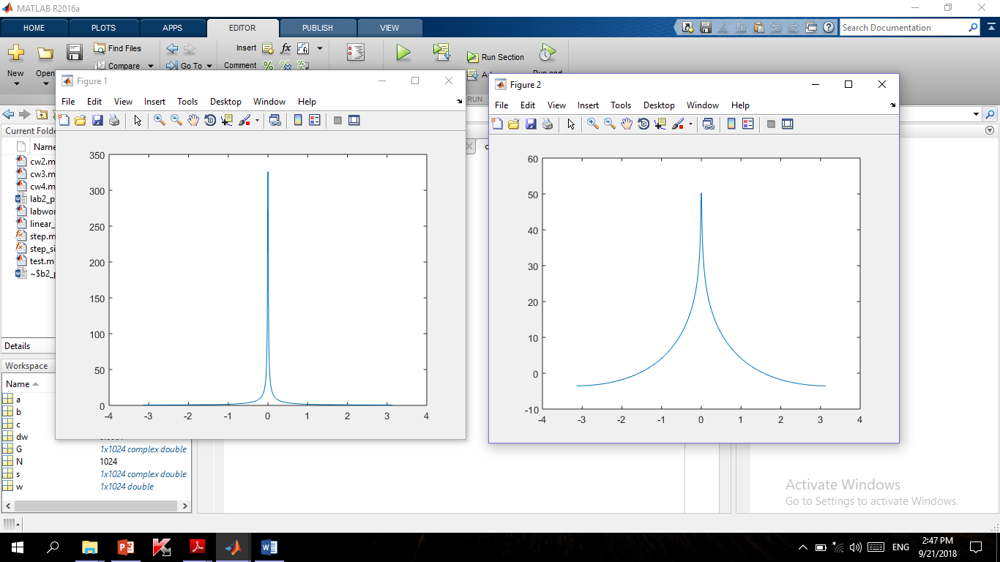 MATLAB R2016a
HOME PLOTS APPS EDITOR PUBLISH VIEW
Search Documentation
New
Open
Find Files
Compare
Go To
Insert
fx
fi
Comment
%
Run Section
RUN
Current Folde
Name
cw2.m
cw3.m
cw4.m
lab2_p
labwor
linear_
step.m
step_si
test.m
~$b2_p
Details
Workspace
Name
a
b
c
dw
G 1x1024 complex double
N 1024
s 1x1024 complex double
w 1x1024 double
Figure 1
File Edit View Insert Tools Desktop Window Help
350
300
250
200
150
100
50
0
-4 -3 -2 -1 0 1 2 3 4
Figure 2
File Edit View Insert Tools Desktop Window Help
60
50
40
30
20
10
0
-10
-4 -3 -2 -1 0 1 2 3 4
Activate Windows
Go to Settings to activate Windows.
ENG
2:47 PM
9/21/2018